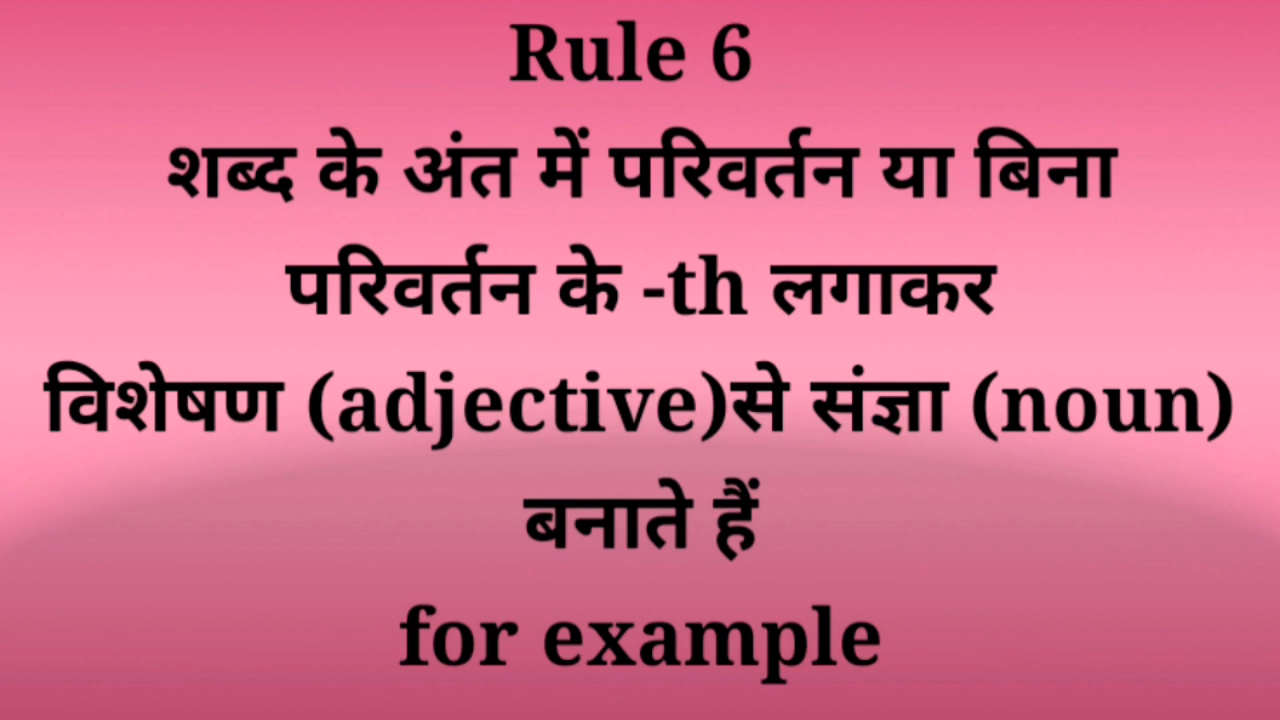 Rule 6
शब्द के अंत में परिवर्तन या बिना
परिवर्तन के -th लगाकर
विशेषण (adjective)से संज्ञा (noun)
बनाते हैं
for example